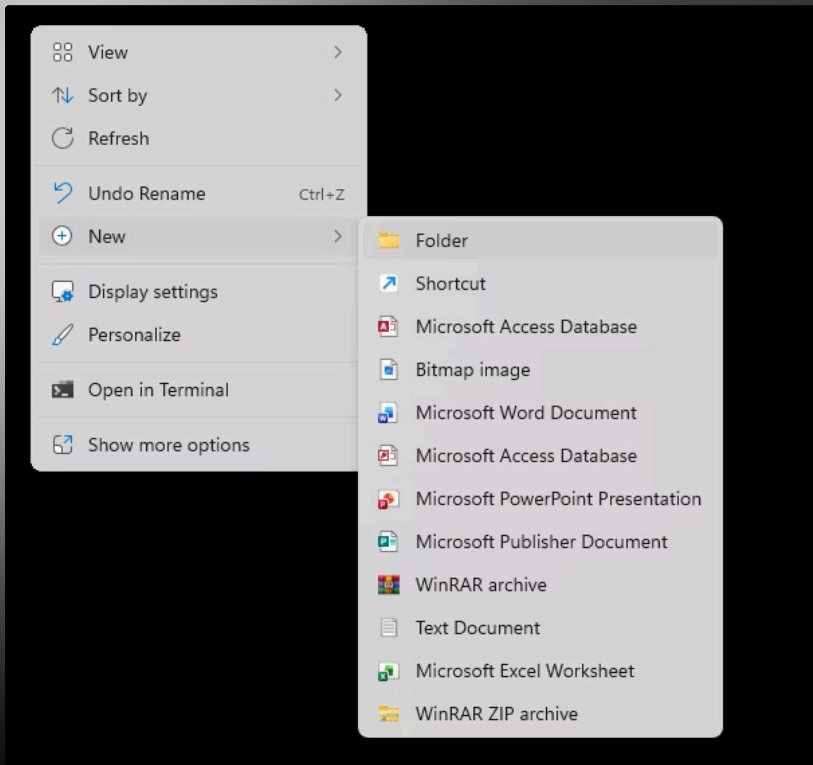 View
Sort by
Refresh
Undo Rename Ctrl+Z
New
Display settings
Personalize
Open in Terminal
Show more options
Folder
Shortcut
Microsoft Access Database
Bitmap image
Microsoft Word Document
Microsoft Access Database
Microsoft PowerPoint Presentation
Microsoft Publisher Document
WinRAR archive
Text Document
Microsoft Excel Worksheet
WinRAR ZIP archive